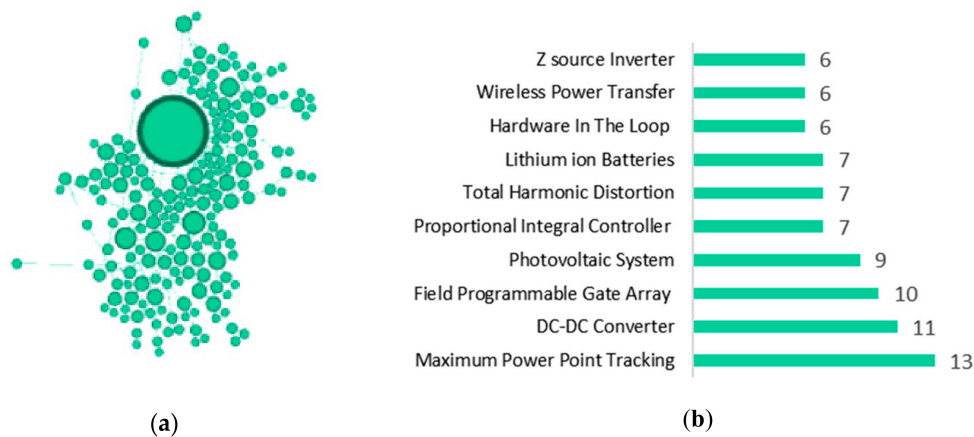 Z source Inverter 6
Wireless Power Transfer 6
Hardware In The Loop 6
Lithium ion Batteries 7
Total Harmonic Distortion 7
Proportional Integral Controller 7
Photovoltaic System 9
Field Programmable Gate Array 10
DC-DC Converter 11
Maximum Power Point Tracking 13
(a) (b)